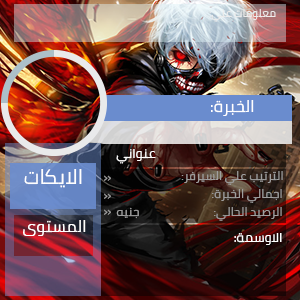 معلومات
الخبرة:
عنواني
الايكات
الترتيب على السيرفر: »
اجمالي الخبرة: »
المستوى
الرصيد الحالي: جنيه »
الاوسمة: